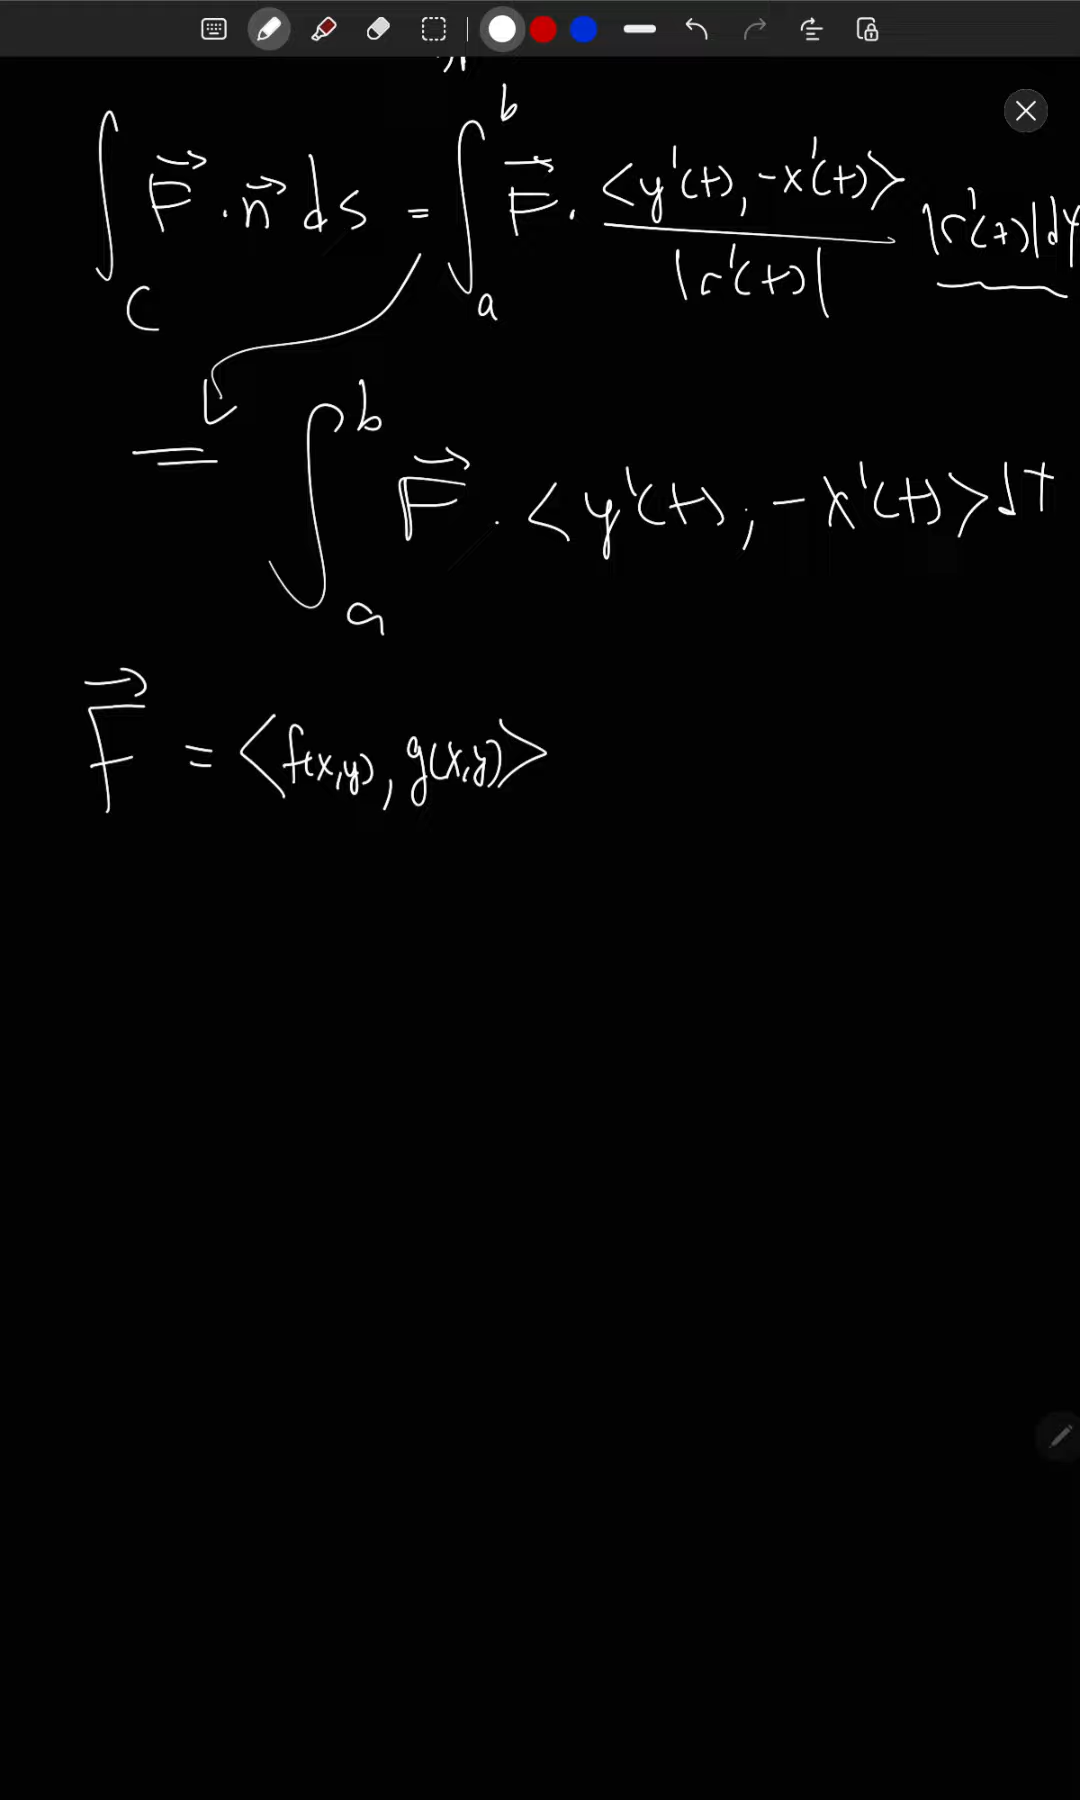 ∫_C F⃗ · n⃗ ds = ∫_a^b F⃗ · <y'(t), -x'(t)> / |r'(t)| |r'(t)| dt
= ∫_a^b F⃗ · <y'(t), -x'(t)> dt
F⃗ = <f(x,y), g(x,y)>